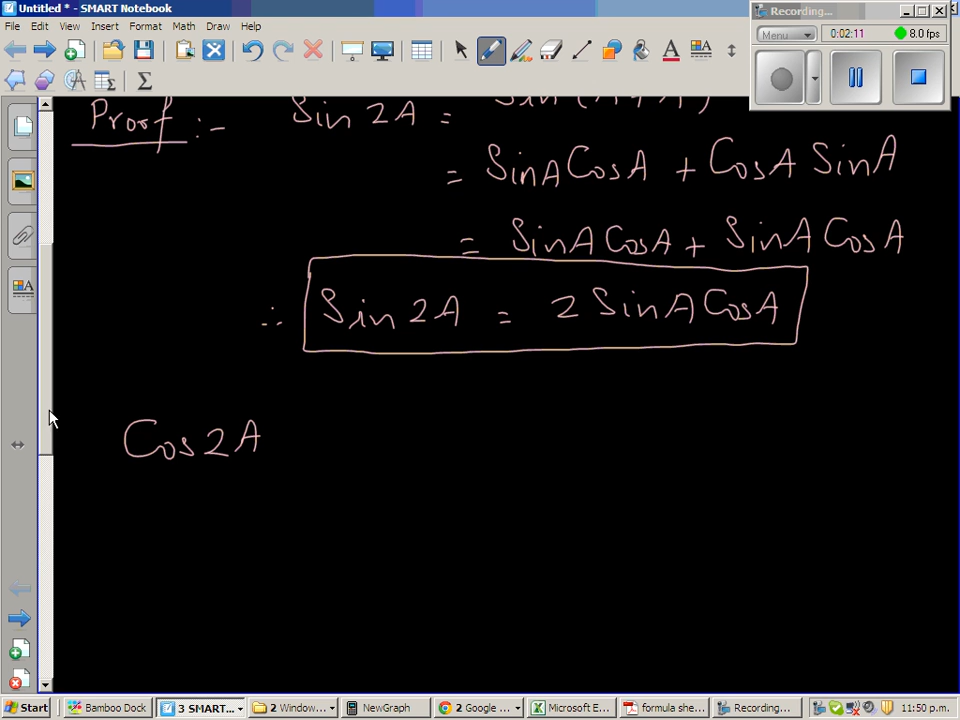 Untitled * - SMART Notebook
Recording...
File Edit View Insert Format Math Draw Help
Menu 0:02:11 8.0 fps
Proof :- Sin 2A = Sin (A+A)
= SinA CosA + CosA SinA
= SinA CosA + SinA CosA
∴ Sin 2A = 2 SinA CosA
Cos 2A
Start Bamboo Dock 3 SMART... 2 Window... NewGraph 2 Google ... Microsoft E... formula she... Recording... 11:50 p.m.